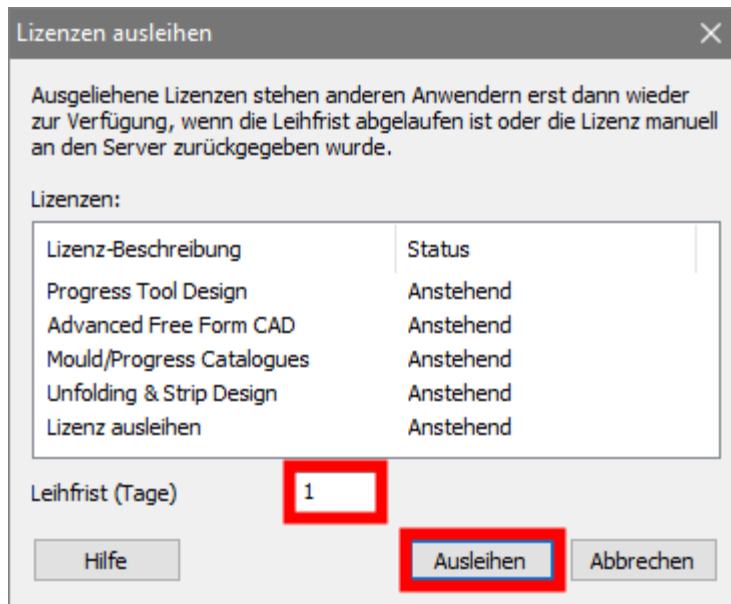 Lizenzen ausleihen
Ausgeliehene Lizenzen stehen anderen Anwendern erst dann wieder
zur Verfügung, wenn die Leihfrist abgelaufen ist oder die Lizenz manuell
an den Server zurückgegeben wurde.
Lizenzen:
Lizenz-Beschreibung Status
Progress Tool Design Anstehend
Advanced Free Form CAD Anstehend
Mould/Progress Catalogues Anstehend
Unfolding & Strip Design Anstehend
Lizenz ausleihen Anstehend
Leihfrist (Tage) 1
Hilfe Ausleihen Abbrechen